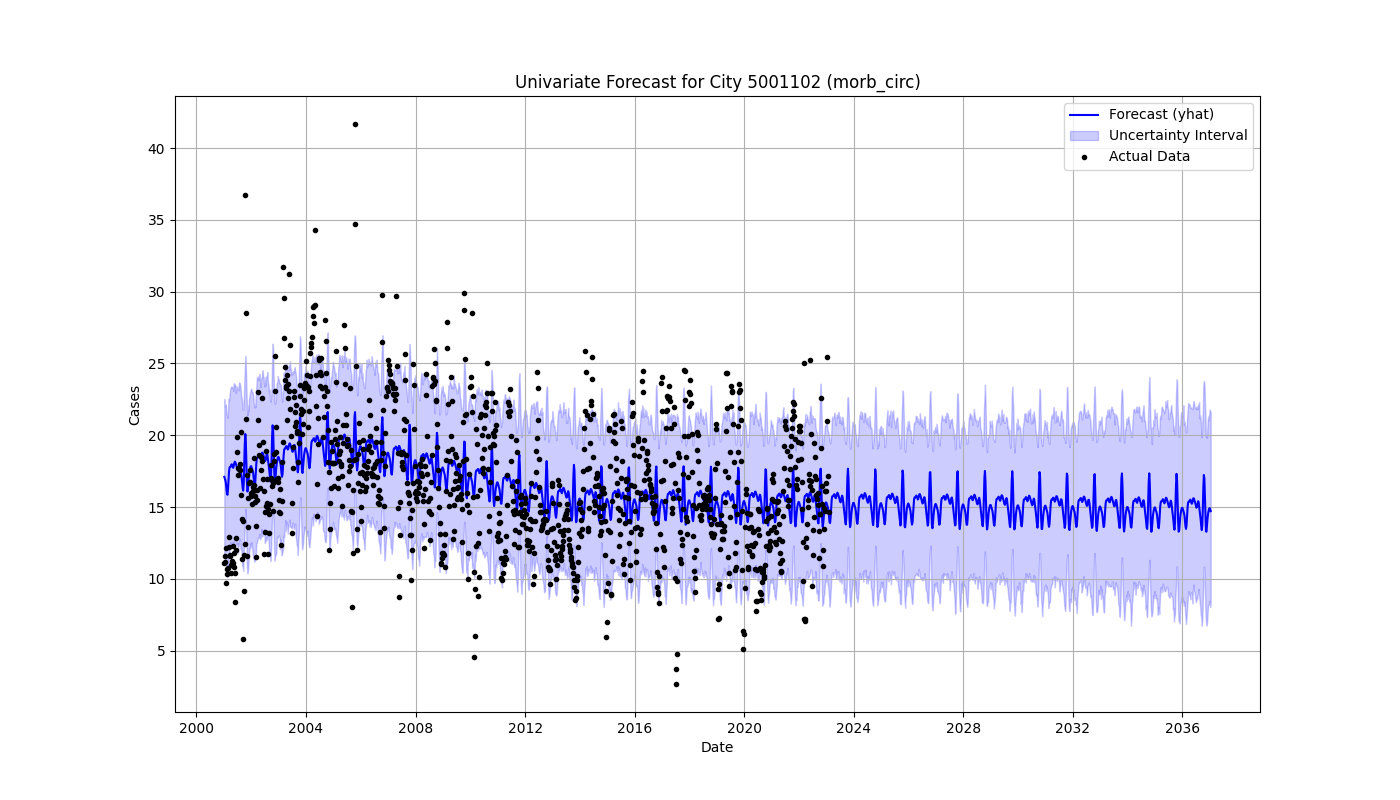 Univariate Forecast for City 5001102 (morb_circ)
Forecast (yhat)
Uncertainty Interval
Actual Data
Cases
40
35
30
25
20
15
10
5
2000 2004 2008 2012 2016 2020 2024 2028 2032 2036
Date